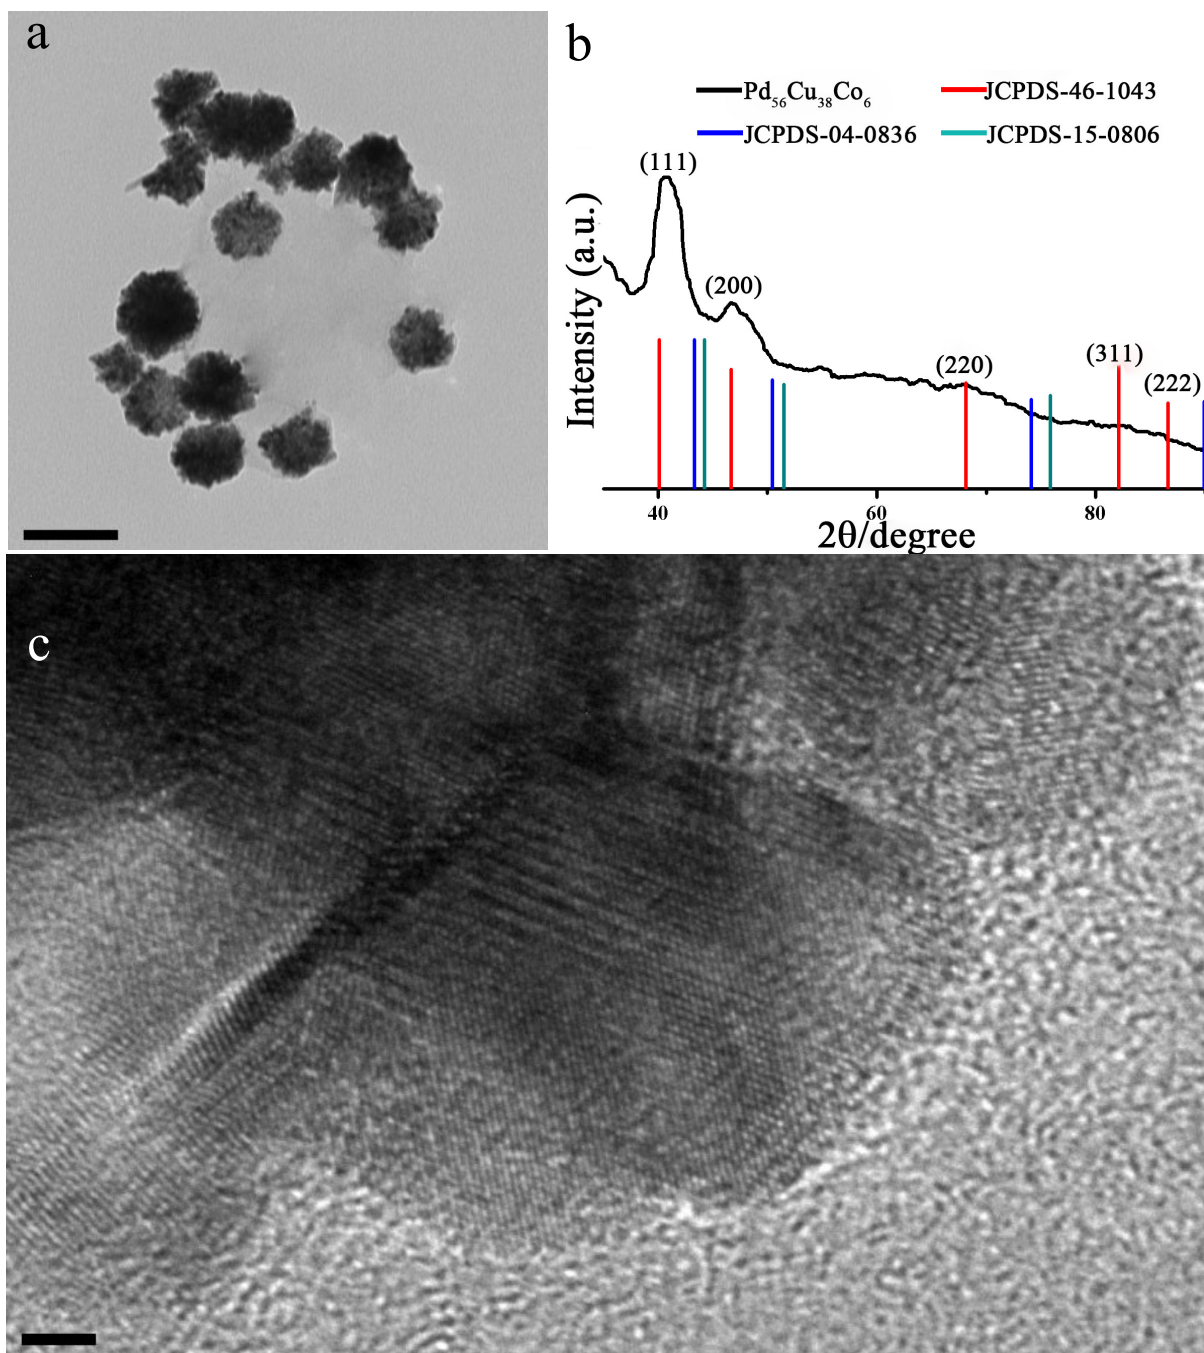 a
b
Pd₅₆Cu₃₈Co₆
JCPDS-46-1043
JCPDS-04-0836
JCPDS-15-0806
(111)
(200)
(220)
(311)
(222)
Intensity (a.u.)
40 60 80
2θ/degree
c